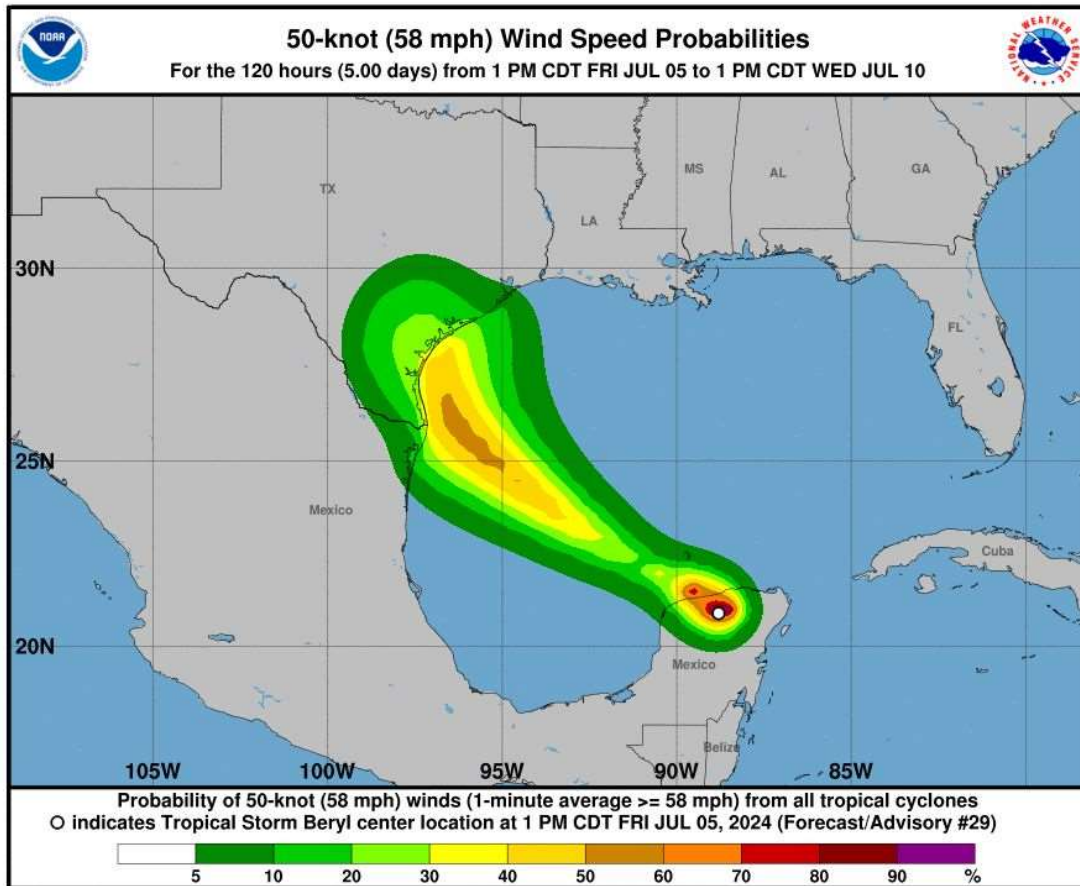 NOAA
50-knot (58 mph) Wind Speed Probabilities
For the 120 hours (5.00 days) from 1 PM CDT FRI JUL 05 to 1 PM CDT WED JUL 10
NATIONAL WEATHER SERVICE
TX
MS
AL
GA
LA
30N
FL
25N
Mexico
Cuba
20N
Mexico
Belize
105W
100W
95W
90W
85W
Probability of 50-knot (58 mph) winds (1-minute average >= 58 mph) from all tropical cyclones
O indicates Tropical Storm Beryl center location at 1 PM CDT FRI JUL 05, 2024 (Forecast/Advisory #29)
5 10 20 30 40 50 60 70 80 90 %